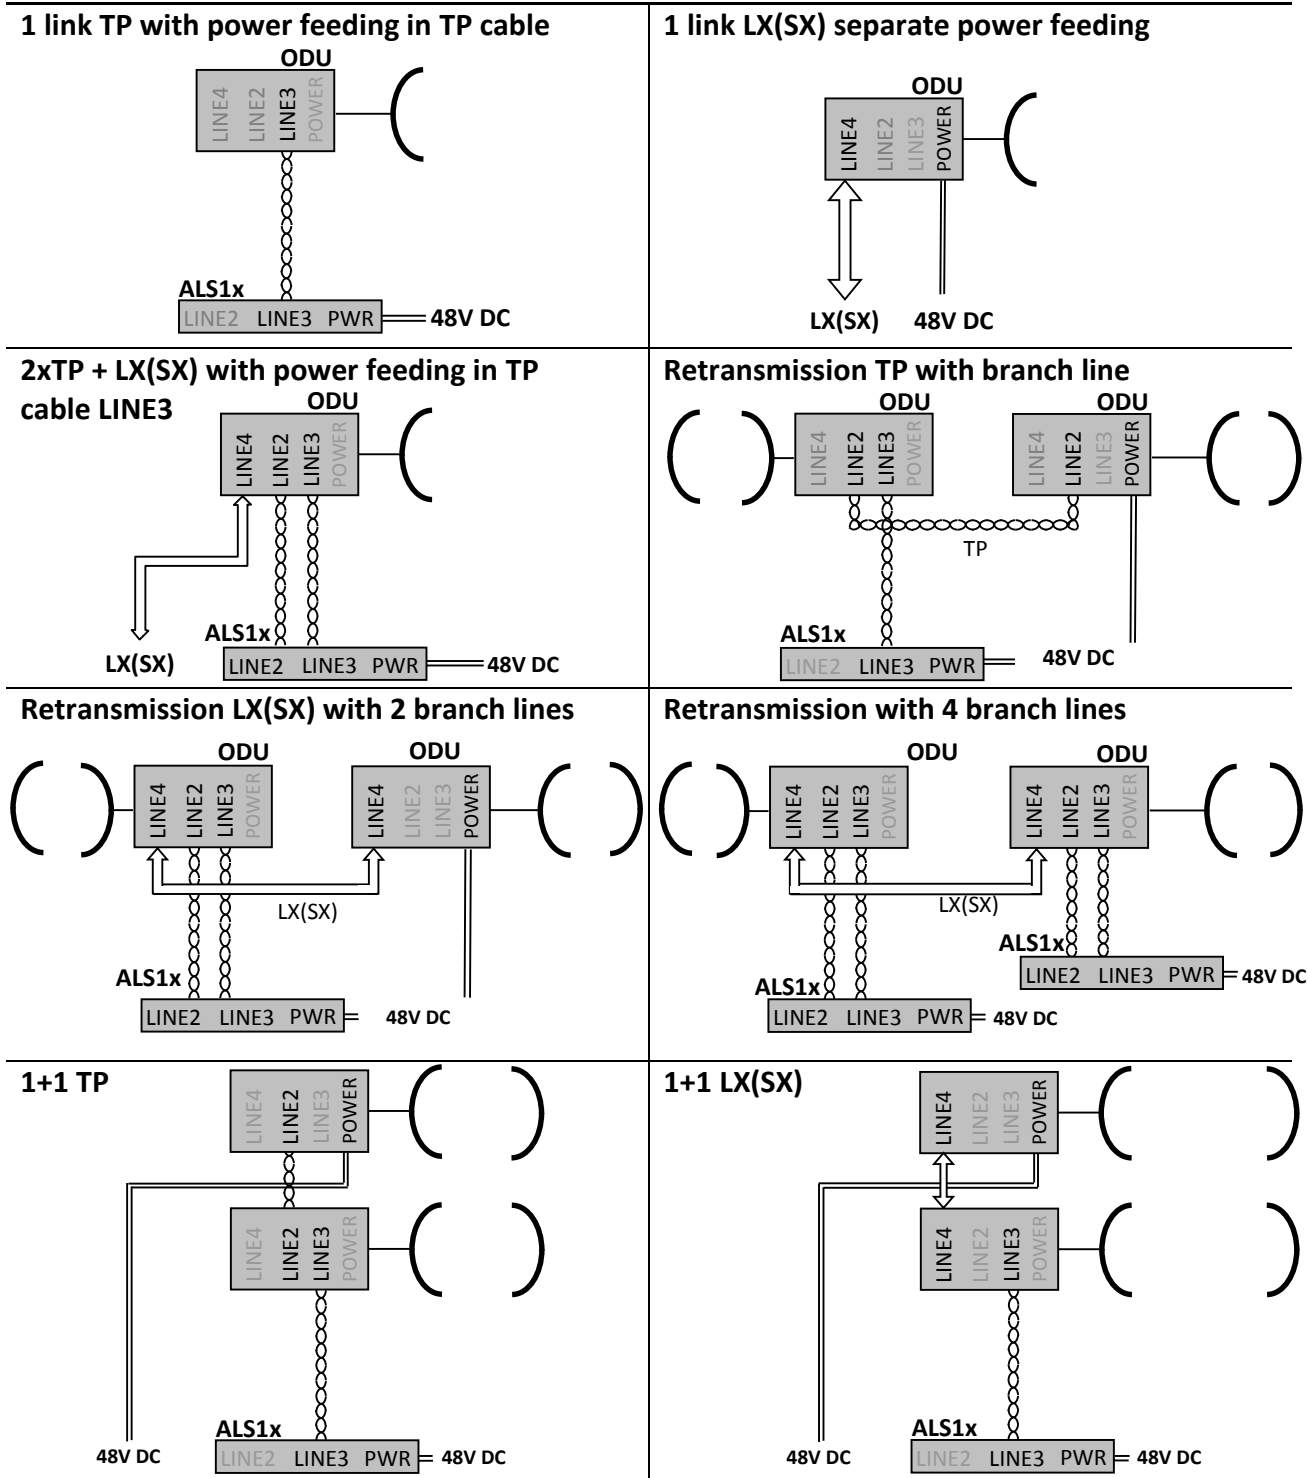 1 link TP with power feeding in TP cable
ODU
LINE4
LINE2
LINE3
POWER
ALS1x
LINE2 LINE3 PWR
48V DC
1 link LX(SX) separate power feeding
ODU
LINE4
LINE2
LINE3
POWER
LX(SX)
48V DC
2xTP + LX(SX) with power feeding in TP
cable LINE3
ODU
LINE4
LINE2
LINE3
POWER
ALS1x
LX(SX)
LINE2 LINE3 PWR
48V DC
Retransmission TP with branch line
ODU
ODU
LINE4
LINE2
LINE3
POWER
LINE4
LINE2
LINE3
POWER
TP
ALS1x
LINE2 LINE3 PWR
48V DC
Retransmission LX(SX) with 2 branch lines
ODU
ODU
LINE4
LINE2
LINE3
POWER
LINE4
LINE2
LINE3
POWER
LX(SX)
ALS1x
LINE2 LINE3 PWR
48V DC
Retransmission with 4 branch lines
ODU
ODU
LINE4
LINE2
LINE3
POWER
LINE4
LINE2
LINE3
POWER
LX(SX)
ALS1x
LINE2 LINE3 PWR
48V DC
ALS1x
LINE2 LINE3 PWR
48V DC
1+1 TP
LINE4
LINE2
LINE3
POWER
LINE4
LINE2
LINE3
POWER
ALS1x
48V DC
LINE2 LINE3 PWR
48V DC
1+1 LX(SX)
LINE4
LINE2
LINE3
POWER
LINE4
LINE2
LINE3
POWER
ALS1x
48V DC
LINE2 LINE3 PWR
48V DC